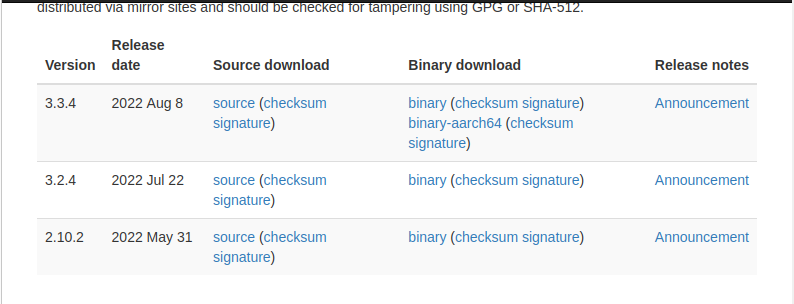 distributed via mirror sites and should be checked for tampering using GPG or SHA-512.
Version Release date Source download Binary download Release notes
3.3.4 2022 Aug 8 source (checksum signature) binary (checksum signature) binary-aarch64 (checksum signature) Announcement
3.2.4 2022 Jul 22 source (checksum signature) binary (checksum signature) Announcement
2.10.2 2022 May 31 source (checksum signature) binary (checksum signature) Announcement